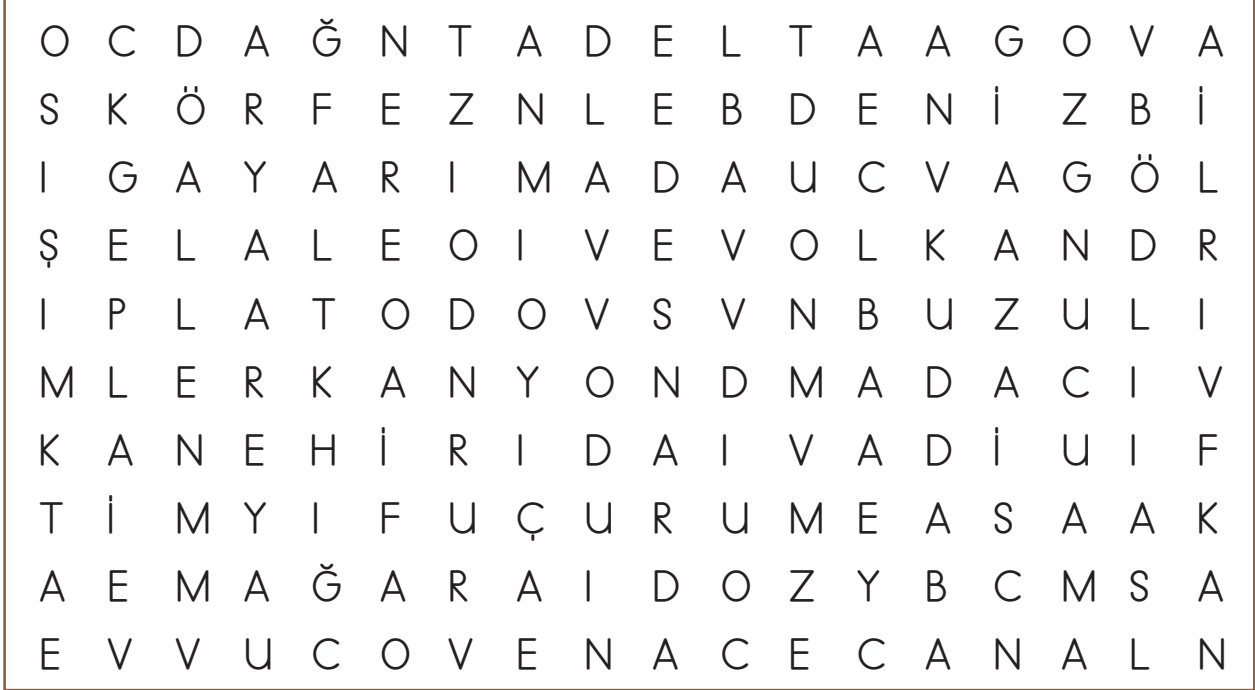 O C D A Ğ N T A D E L T A A G O V A
S K Ö R F E Z N L E B D E N İ Z B İ
I G A Y A R I M A D A U C V A G Ö L
Ş E L A L E O I V E V O L K A N D R
I P L A T O D O V S V N B U Z U L I
M L E R K A N Y O N D M A D A C I V
K A N E H İ R I D A I V A D İ U I F
T İ M Y I F U Ç U R U M E A S A A K
A E M A Ğ A R A I D O Z Y B C M S A
E V V U C O V E N A C E C A N A L N